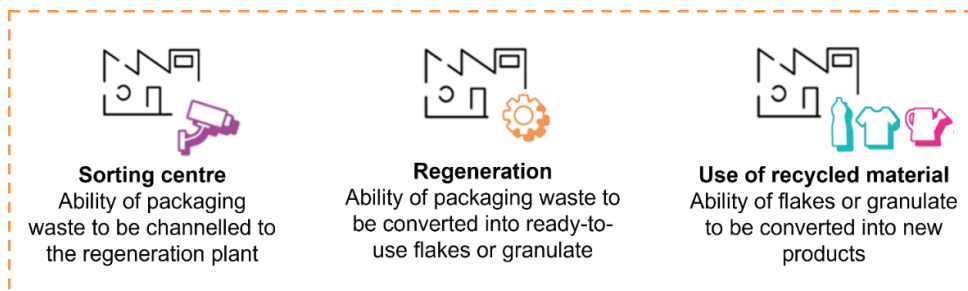 Sorting centre
Ability of packaging
waste to be channelled to
the regeneration plant
Regeneration
Ability of packaging waste to
be converted into ready-to-
use flakes or granulate
Use of recycled material
Ability of flakes or granulate
to be converted into new
products